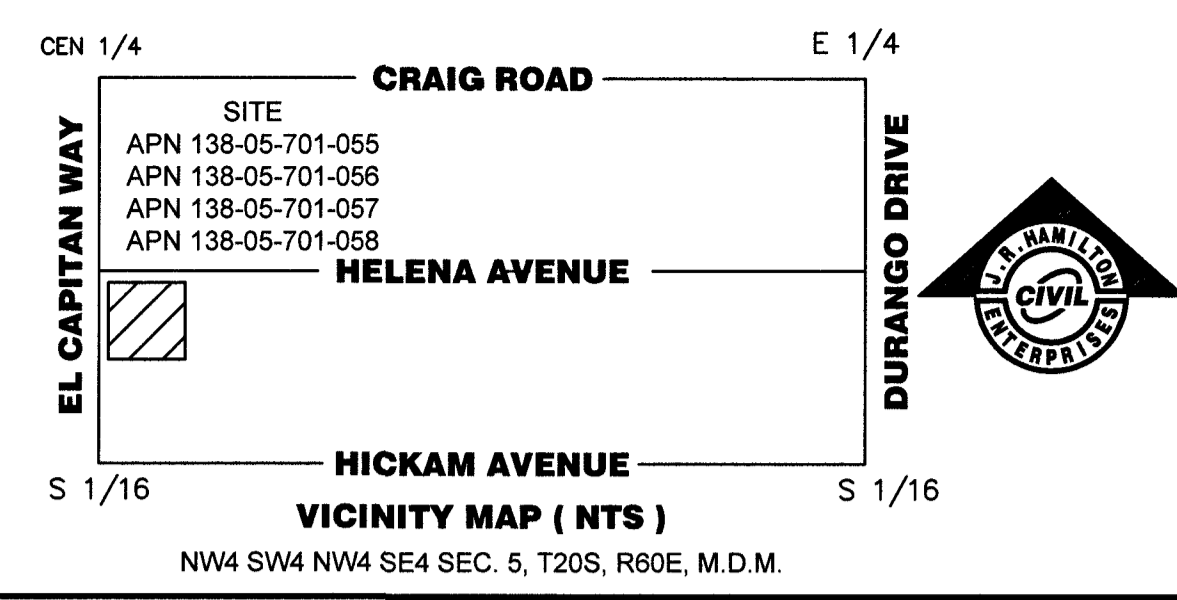 CEN 1/4
E 1/4
CRAIG ROAD
SITE
APN 138-05-701-055
APN 138-05-701-056
APN 138-05-701-057
APN 138-05-701-058
EL CAPITAN WAY
HELENA AVENUE
DURANGO DRIVE
J.R. HAMILTON
CIVIL
ENTERPRISES
HICKAM AVENUE
S 1/16
S 1/16
VICINITY MAP ( NTS )
NW4 SW4 NW4 SE4 SEC. 5, T20S, R60E, M.D.M.